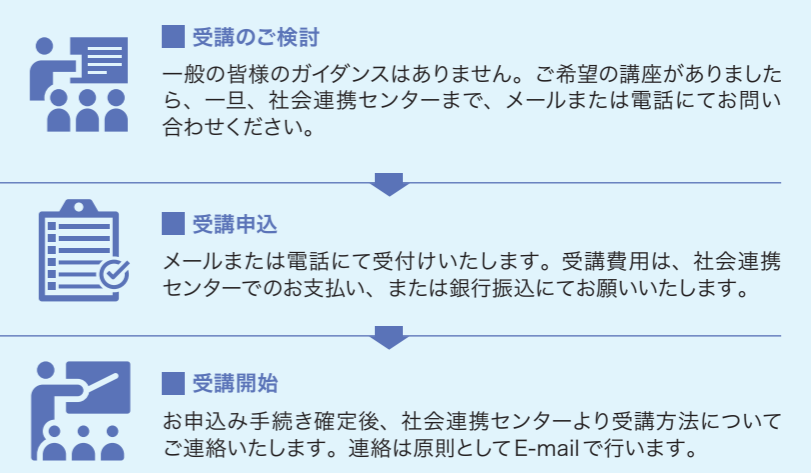 受講のご検討
一般の皆様のガイダンスはありません。ご希望の講座がありました
ら、一旦、社会連携センターまで、メールまたは電話にてお問い
合わせください。
受講申込
メールまたは電話にて受付けいたします。受講費用は、社会連携
センターでのお支払い、または銀行振込にてお願いいたします。
受講開始
お申込み手続き確定後、社会連携センターより受講方法について
ご連絡いたします。連絡は原則としてE-mailで行います。